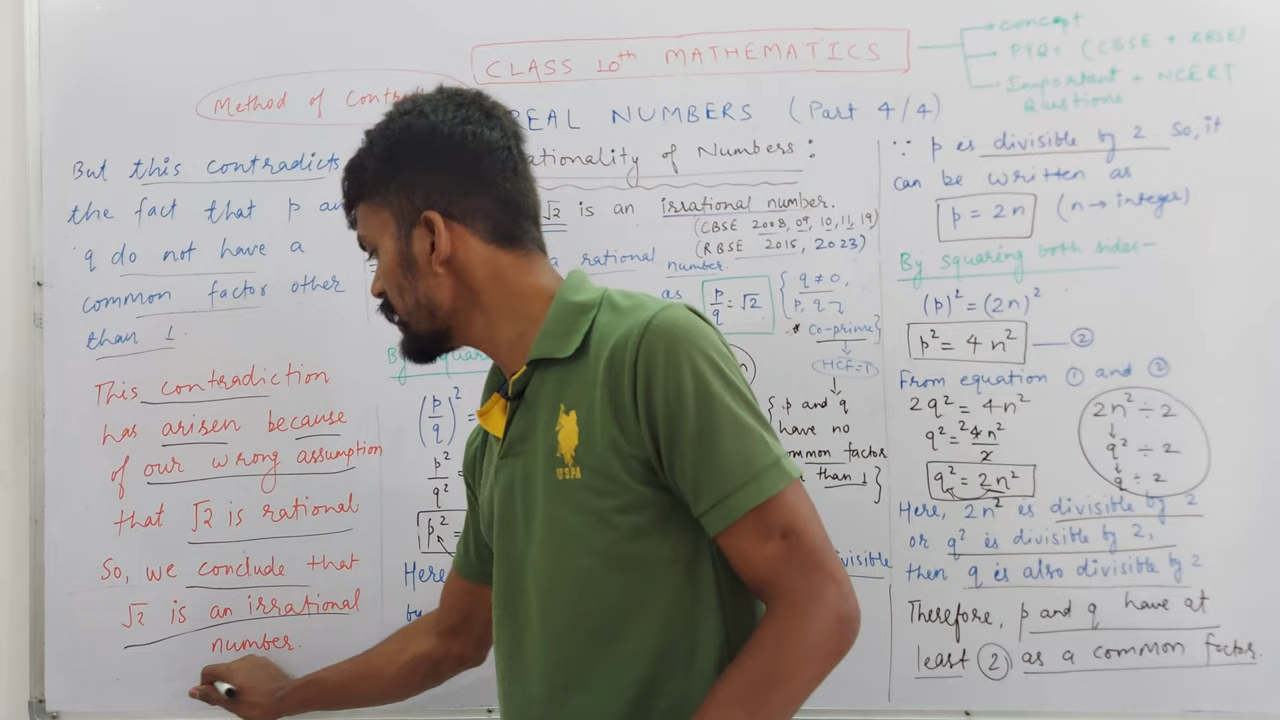 CLASS 10th MATHEMATICS
concept
PYQs (CBSE + RBSE)
Important + NCERT
Questions
Method of
REAL NUMBERS (Part 4/4)
But this contradicts
the fact that p
q do not have a
common factor other
than 1.
This contradiction
has arisen because
of our wrong assumption
that √2 is rational
So, we conclude that
√2 is an irrational
number.
of Numbers:
√2 is an irrational number.
(CBSE 2008, 09, 10, 11, 19)
(RBSE 2015, 2023)
a rational number.
as p/q = √2
{ q ≠ 0,
p, q →
co-prime}
HCF=1
{ p and q
have no
common factor
than 1 }
By
(p/q)² =
p²/q² =
p² =
Here
divisible
by
∵ p is divisible by 2 So, it
can be written as
p = 2n (n → integer)
By squaring both sides-
(p)² = (2n)²
p² = 4n² — ②
From equation ① and ②
2q² = 4n²
q² = ²4n²/2
q² = 2n²
2n² ÷ 2
↓
q² ÷ 2
↓
q ÷ 2
Here, 2n² is divisible by 2
or q² is divisible by 2,
then q is also divisible by 2
Therefore, p and q have at
least ② as a common factor.
USPA